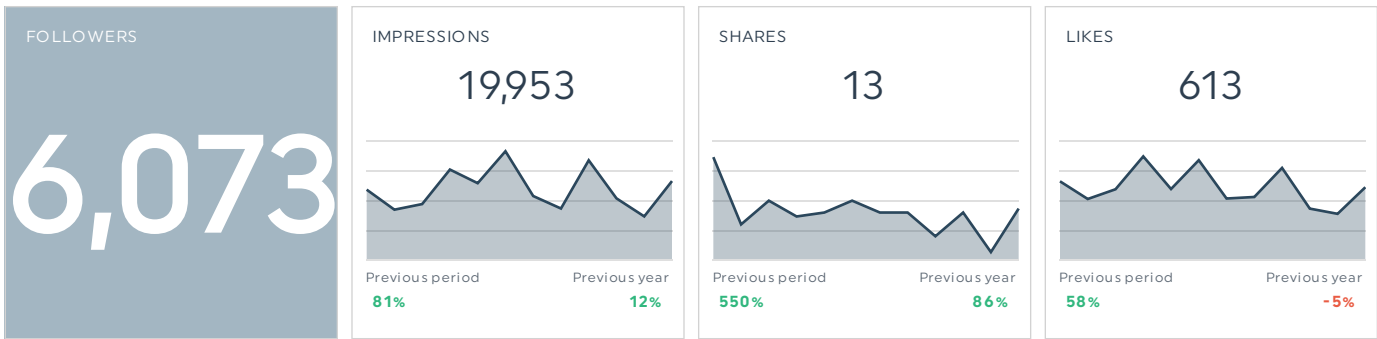 FOLLOWERS
6,073
IMPRESSIONS
19,953
Previous period
Previous year
81%
12%
SHARES
13
Previous period
Previous year
550%
86%
LIKES
613
Previous period
Previous year
58%
-5%